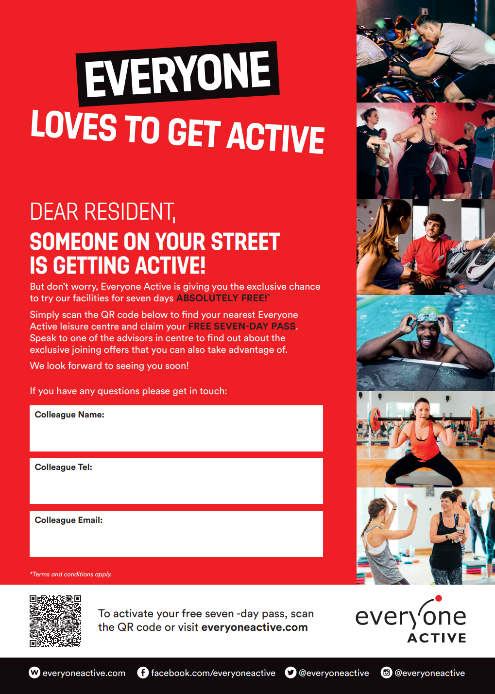 EVERYONE
LOVES TO GET ACTIVE
DEAR RESIDENT,
SOMEONE ON YOUR STREET
IS GETTING ACTIVE!
But don't worry, Everyone Active is giving you the exclusive chance
to try our facilities for seven days ABSOLUTELY FREE!*
Simply scan the QR code below to find your nearest Everyone
Active leisure centre and claim your FREE SEVEN-DAY PASS.
Speak to one of the advisors in centre to find out about the
exclusive joining offers that you can also take advantage of.
We look forward to seeing you soon!
If you have any questions please get in touch:
Colleague Name:
Colleague Tel:
Colleague Email:
*Terms and conditions apply.
To activate your free seven -day pass, scan
the QR code or visit everyoneactive.com
everyone
ACTIVE
everyoneactive.com
facebook.com/everyoneactive
@everyoneactive
@everyoneactive